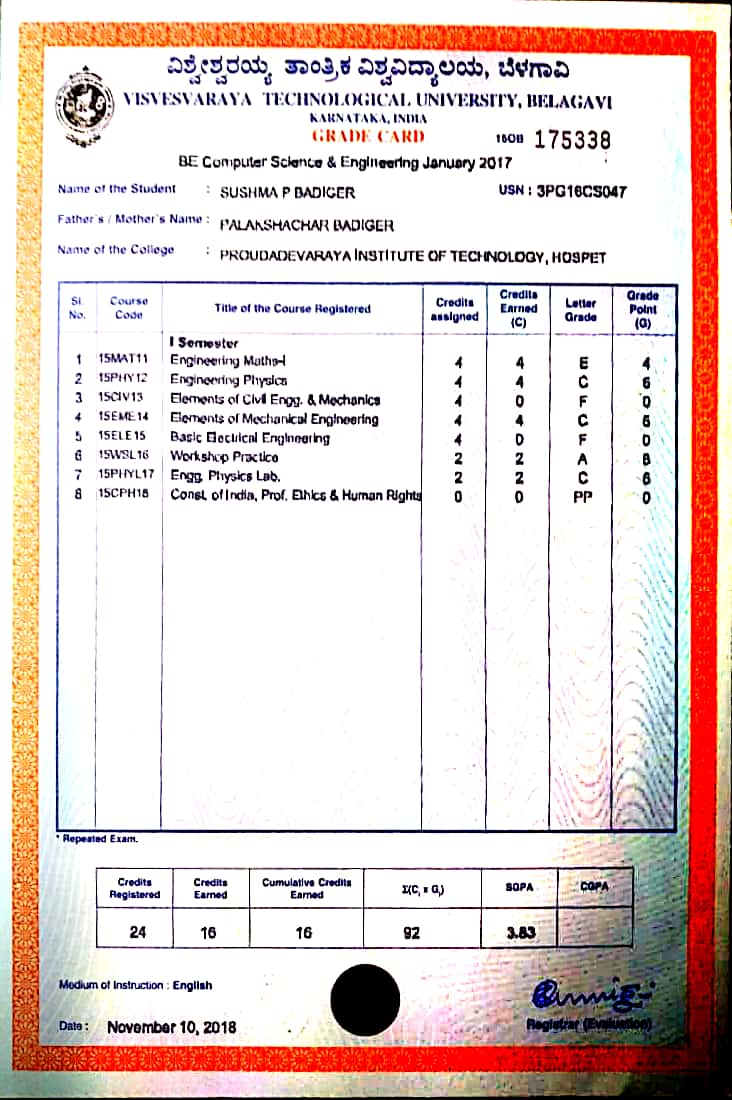 ವಿಶ್ವೇಶ್ವರಯ್ಯ ತಾಂತ್ರಿಕ ವಿಶ್ವವಿದ್ಯಾಲಯ, ಬೆಳಗಾವಿ
VISVESVARAYA TECHNOLOGICAL UNIVERSITY, BELAGAVI
KARNATAKA, INDIA
GRADE CARD 175338
BE Computer Science & Engineering January 2017
Name of the Student : SUSHMA P BADIGER USN : 3PG16CS047
Father's / Mother's Name : PALAKSHACHAR BADIGER
Name of the College : PROUDADEVARAYA INSTITUTE OF TECHNOLOGY, HOSPET
Sl. No. Course Code Title of the Course Registered Credits assigned Credits Earned (C) Letter Grade Grade Point (G)
I Semester
1 15MAT11 Engineering Maths-I 4 4 E 4
2 15PHY12 Engineering Physics 4 4 C 6
3 15CIV13 Elements of Civil Engg. & Mechanics 4 0 F 0
4 15EME14 Elements of Mechanical Engineering 4 4 C 6
5 15ELE15 Basic Electrical Engineering 4 0 F 0
6 15WSL16 Workshop Practice 2 2 A 8
7 15PHYL17 Engg. Physics Lab. 2 2 C 6
8 15CPH18 Const. of India, Prof. Ethics & Human Rights 0 0 PP 0
* Repeated Exam.
Credits Registered Credits Earned Cumulative Credits Earned Σ(Cᵢ x Gᵢ) SGPA CGPA
24 16 16 92 3.83
Medium of Instruction : English
Date : November 10, 2018
Registrar (Evaluation)